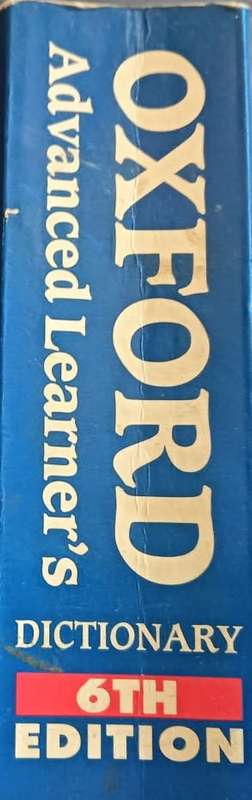 OXFORD
Advanced Learner's
DICTIONARY
6TH
EDITION